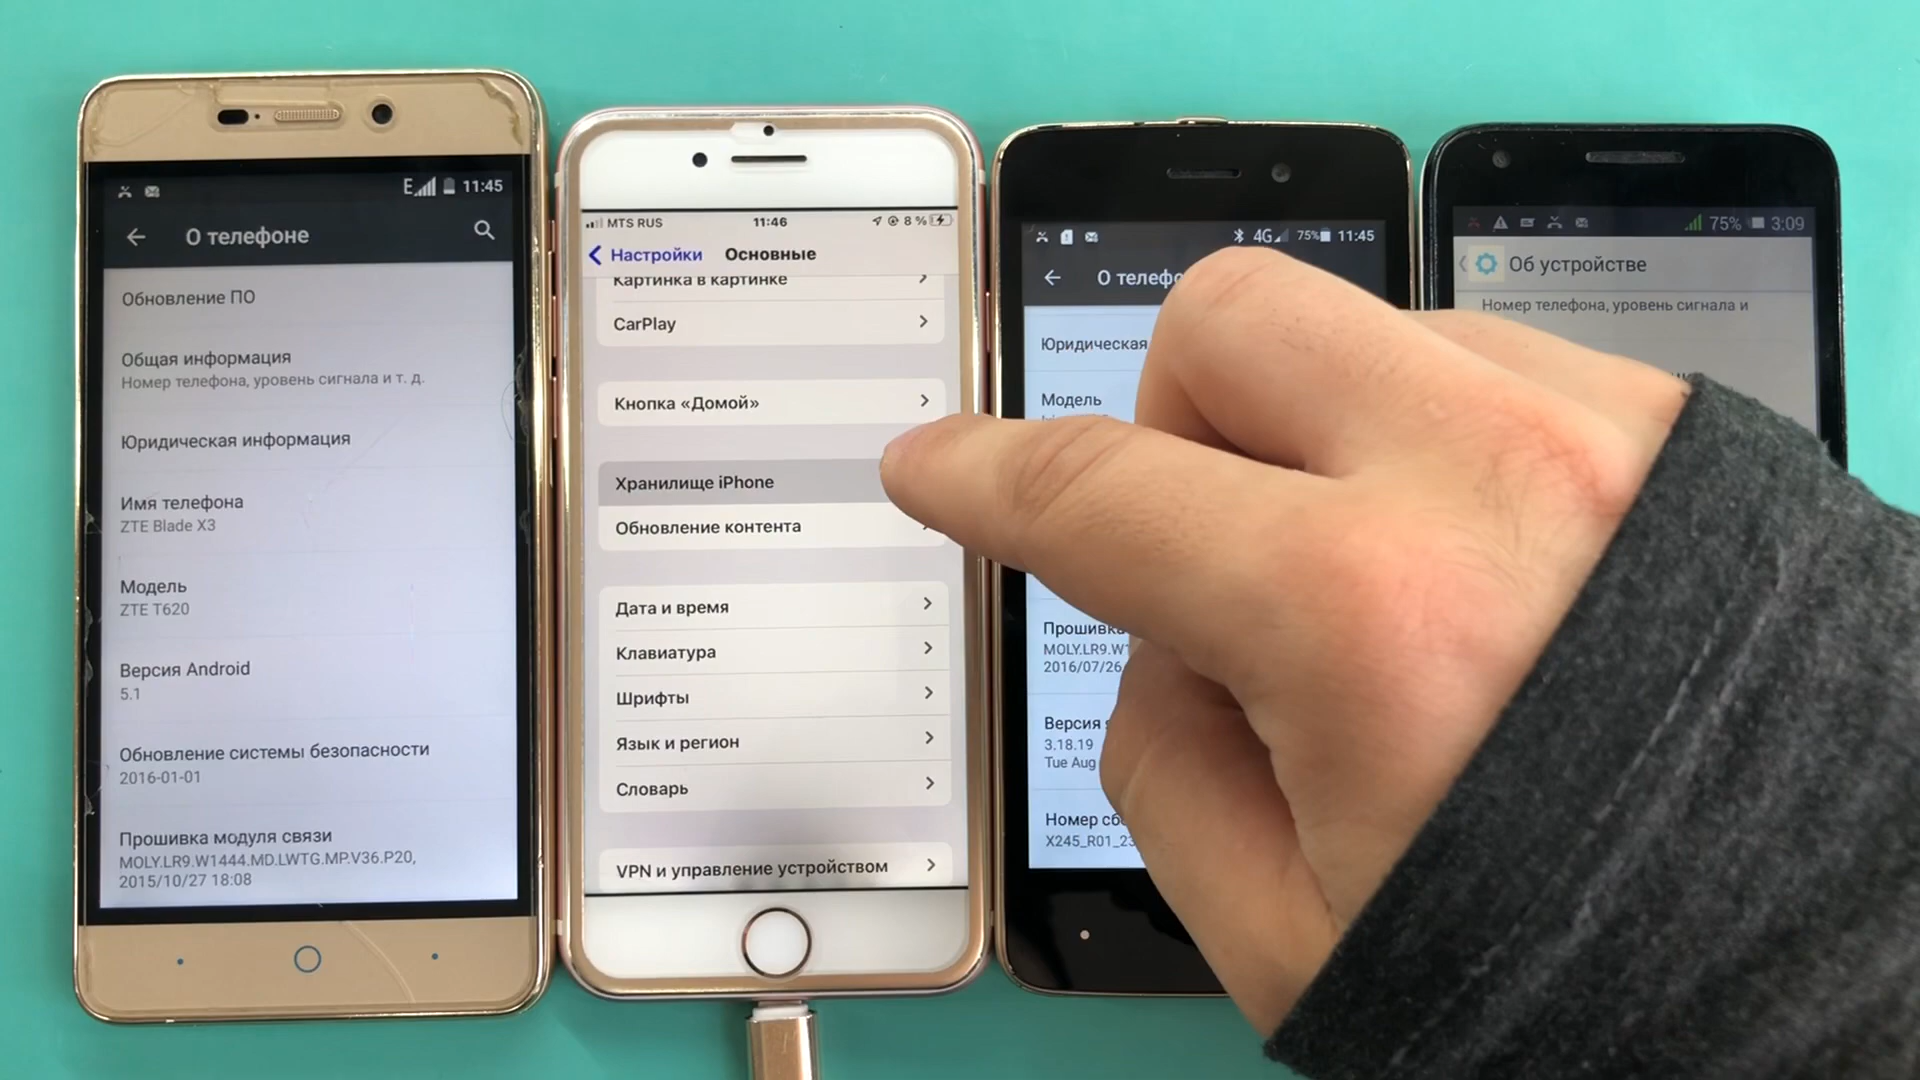 E 11:45
О телефоне
Обновление ПО
Общая информация
Номер телефона, уровень сигнала и т. д.
Юридическая информация
Имя телефона
ZTE Blade X3
Модель
ZTE T620
Версия Android
5.1
Обновление системы безопасности
2016-01-01
Прошивка модуля связи
MOLY.LR9.W1444.MD.LWTG.MP.V36.P20,
2015/10/27 18:08
MTS RUS 11:46 8 %
Настройки Основные
Картинка в картинке
CarPlay
Кнопка «Домой»
Хранилище iPhone
Обновление контента
Дата и время
Клавиатура
Шрифты
Язык и регион
Словарь
VPN и управление устройством
4G 75% 11:45
О телефо
Юридическая
Модель
Прошивка
MOLY.LR9.W1
2016/07/26
Версия я
3.18.19
Tue Aug
Номер сбо
X245_R01_23
75% 3:09
Об устройстве
Номер телефона, уровень сигнала и